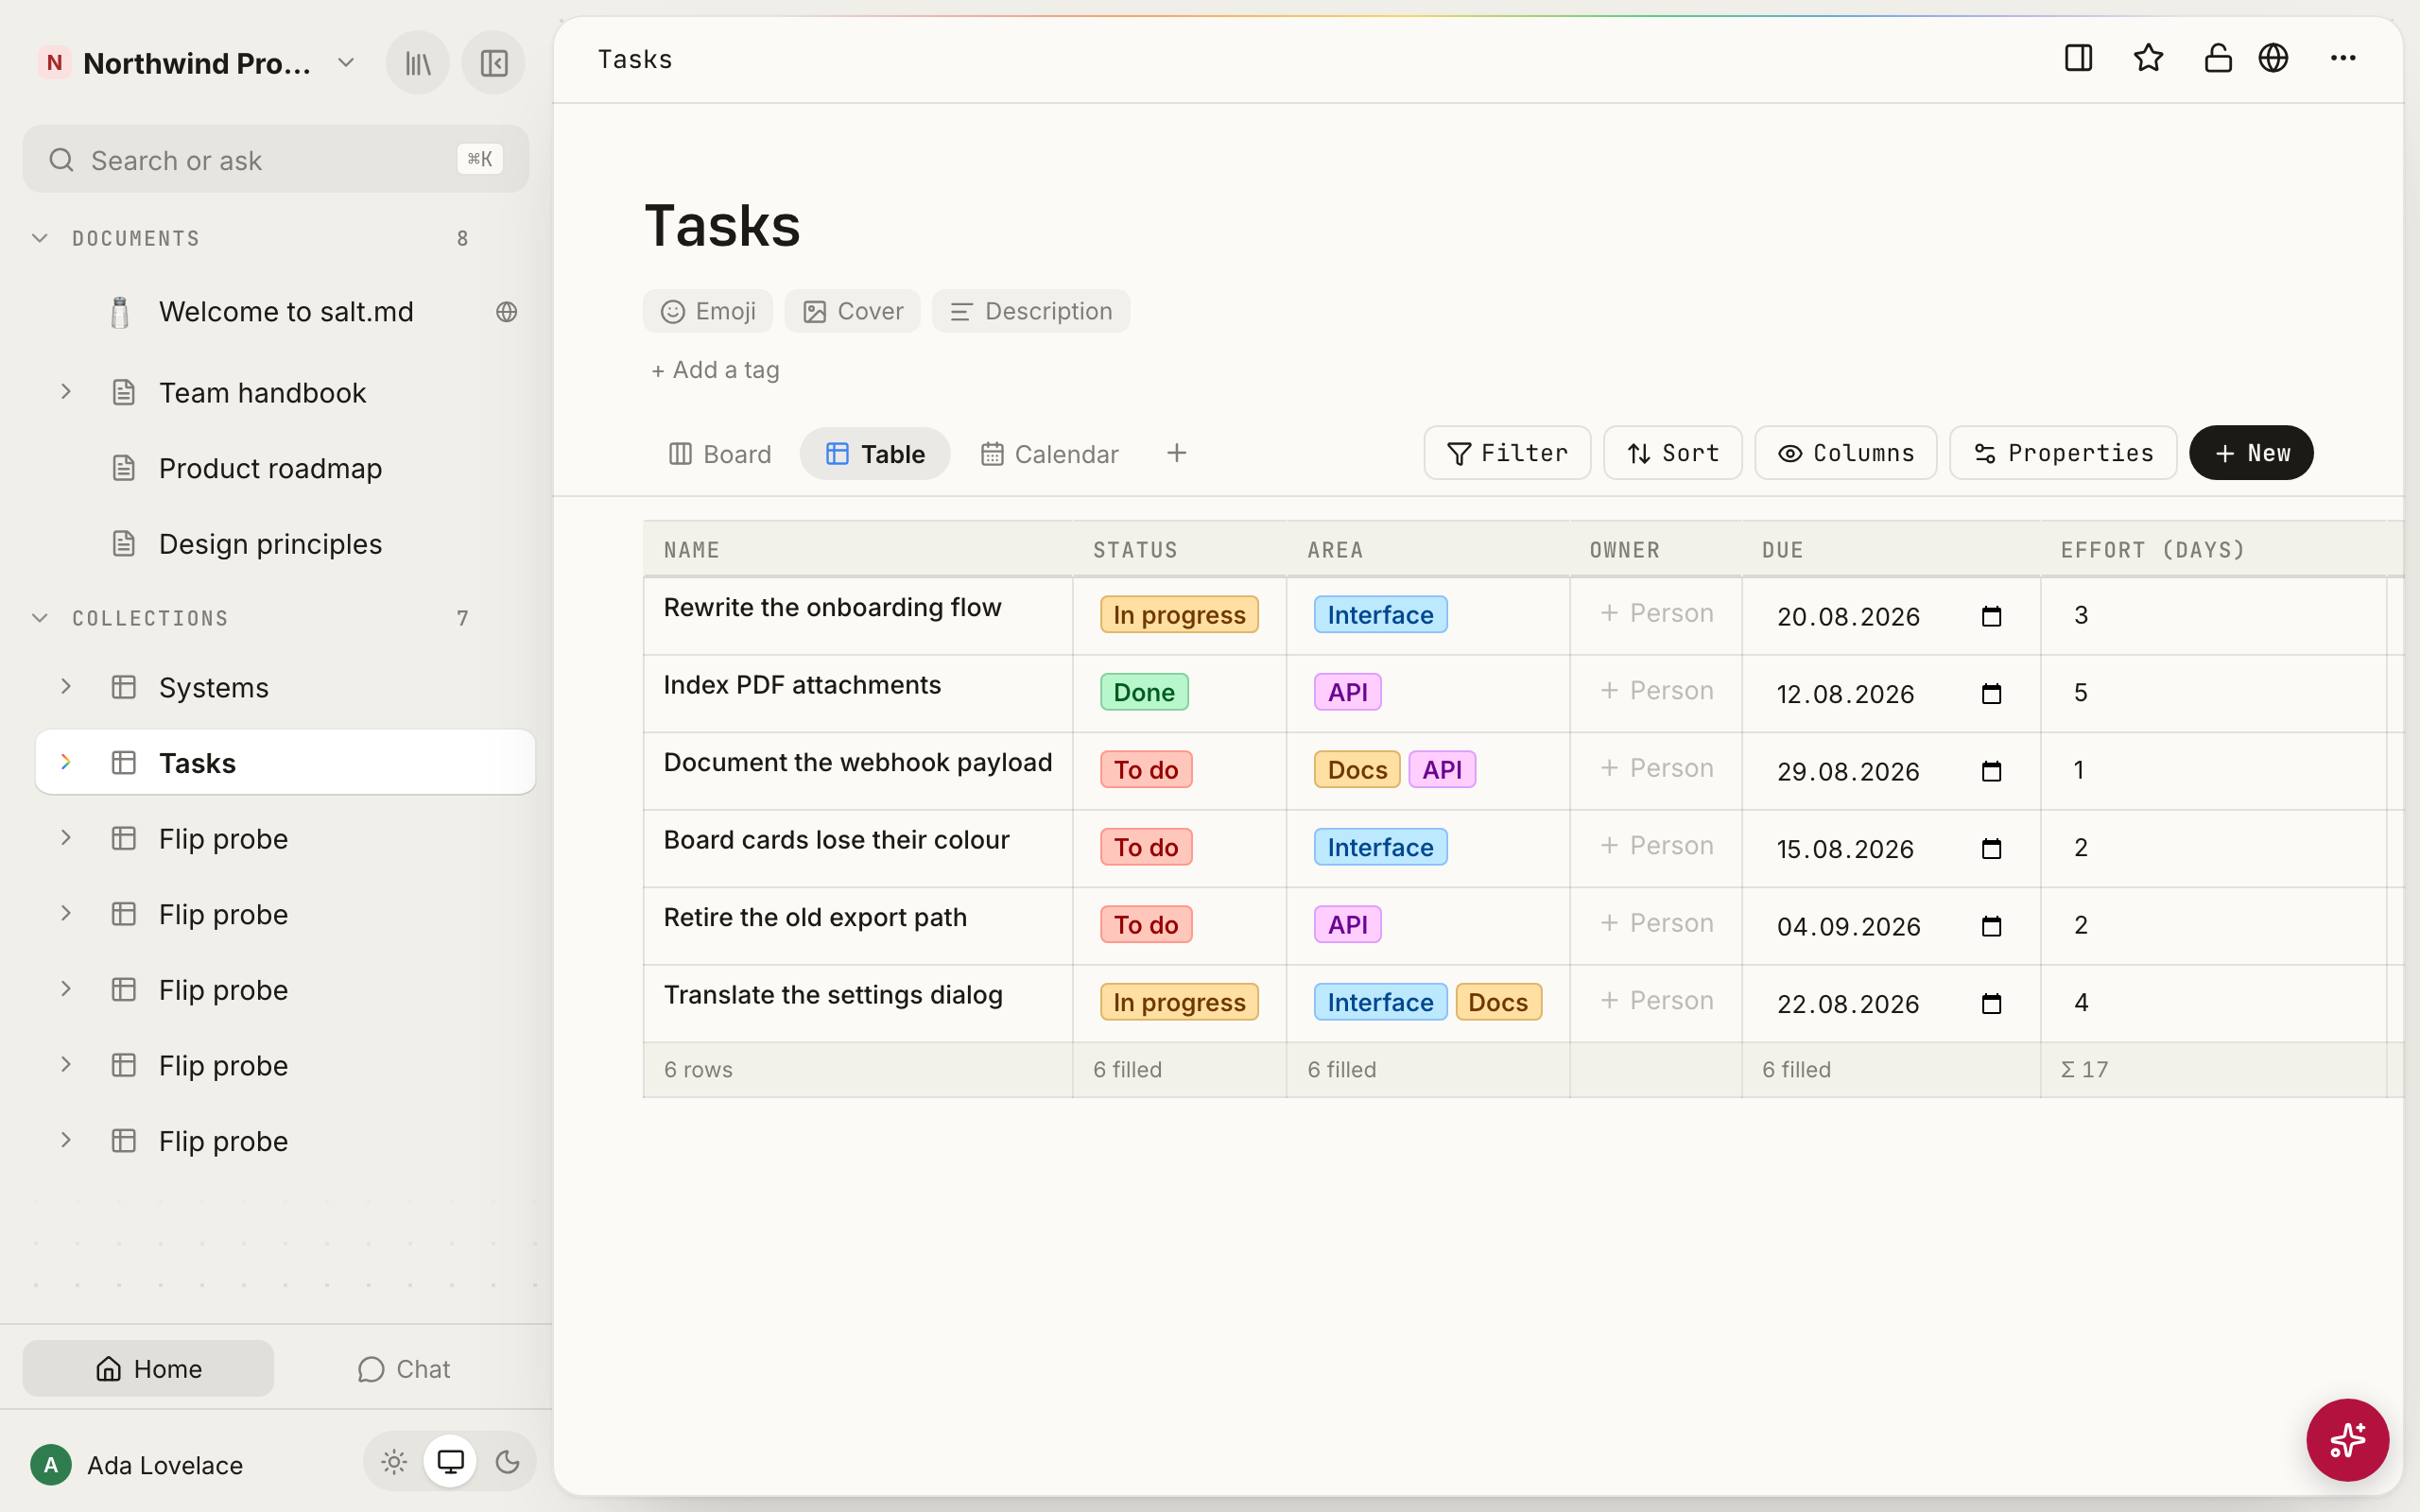 N Northwind Pro...
Search or ask ⌘K
DOCUMENTS 8
Welcome to salt.md
Team handbook
Product roadmap
Design principles
COLLECTIONS 7
Systems
Tasks
Flip probe
Flip probe
Flip probe
Flip probe
Flip probe
Home Chat
A Ada Lovelace
Tasks
Tasks
Emoji Cover Description
+ Add a tag
Board Table Calendar +
Filter Sort Columns Properties + New
NAME STATUS AREA OWNER DUE EFFORT (DAYS)
Rewrite the onboarding flow In progress Interface + Person 20.08.2026 3
Index PDF attachments Done API + Person 12.08.2026 5
Document the webhook payload To do Docs API + Person 29.08.2026 1
Board cards lose their colour To do Interface + Person 15.08.2026 2
Retire the old export path To do API + Person 04.09.2026 2
Translate the settings dialog In progress Interface Docs + Person 22.08.2026 4
6 rows 6 filled 6 filled 6 filled Σ 17